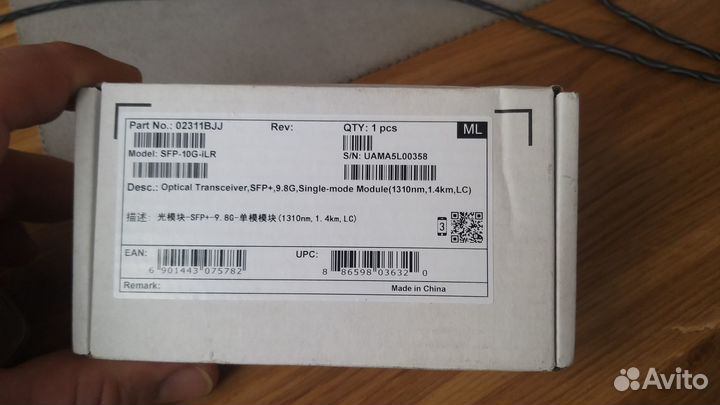 Part No.: 02311BJJ Rev: QTY: 1 pcs ML
Model: SFP-10G-iLR S/N: UAMA5L00358
Desc.: Optical Transceiver,SFP+,9.8G,Single-mode Module(1310nm,1.4km,LC)
描述: 光模块-SFP+-9.8G-单模模块(1310nm,1.4km,LC)
3
EAN: 6 901443 075782 UPC: 8 86598 03632 0
Remark: Made in China
Avito